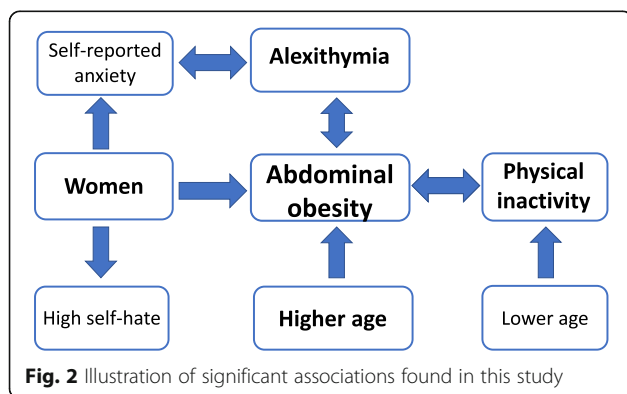 Self-reported
anxiety
Alexithymia
Women
Abdominal
obesity
Physical
inactivity
High self-hate
Higher age
Lower age
Fig. 2 Illustration of significant associations found in this study